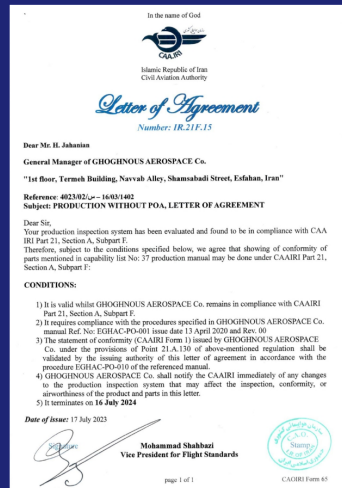 In the name of God
CAA.IRI
Islamic Republic of Iran
Civil Aviation Authority
Letter of Agreement
Number: IR.21F.15
Dear Mr. H. Jahanian
General Manager of GHOGHNOUS AEROSPACE Co.
"1st floor, Termeh Building, Navvab Alley, Shamsabadi Street, Esfahan, Iran"
Reference: 4023/02/ص – 16/03/1402
Subject: PRODUCTION WITHOUT POA, LETTER OF AGREEMENT
Dear Sir,
Your production inspection system has been evaluated and found to be in compliance with CAA
IRI Part 21, Section A, Subpart F.
Therefore, subject to the conditions specified below, we agree that showing of conformity of
parts mentioned in capability list No: 37 production manual may be done under CAAIRI Part 21,
Section A, Subpart F:
CONDITIONS:
1) It is valid whilst GHOGHNOUS AEROSPACE Co. remains in compliance with CAAIRI
Part 21, Section A, Subpart F.
2) It requires compliance with the procedures specified in GHOGHNOUS AEROSPACE Co.
manual Ref. No: EGHAC-PO-001 issue date 13 April 2020 and Rev. 00
3) The statement of conformity (CAAIRI Form 1) issued by GHOGHNOUS AEROSPACE
Co. under the provisions of Point 21.A.130 of above-mentioned regulation shall be
validated by the issuing authority of this letter of agreement in accordance with the
procedure EGHAC-PO-010 of the referenced manual.
4) GHOGHNOUS AEROSPACE Co. shall notify the CAAIRI immediately of any changes
to the production inspection system that may affect the inspection, conformity, or
airworthiness of the product and parts in this letter.
5) It terminates on 16 July 2024
Date of issue: 17 July 2023
Signature
Mohammad Shahbazi
Vice President for Flight Standards
Stamp
page 1 of 1
CAOIRI Form 65